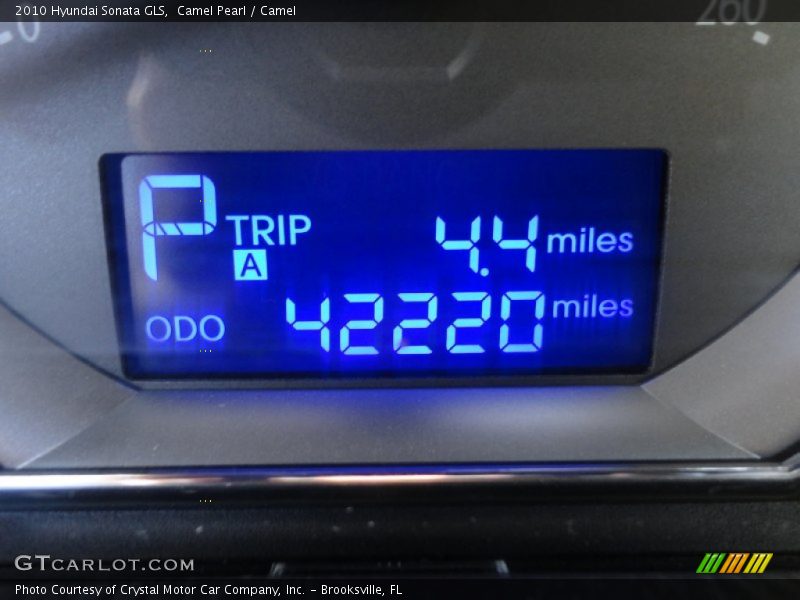 2010 Hyundai Sonata GLS,  Camel Pearl / Camel
0
260
P
TRIP
A
4.4 miles
ODO 42220 miles
GTCARLOT.COM
Photo Courtesy of Crystal Motor Car Company, Inc. – Brooksville, FL